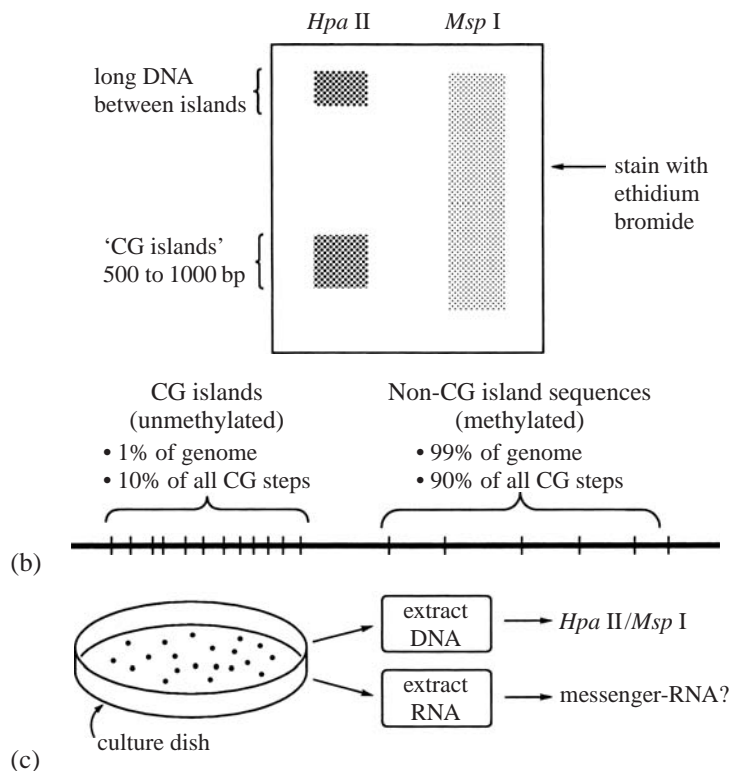 Hpa II
Msp I
long DNA
between islands
stain with
ethidium
bromide
‘CG islands’
500 to 1000 bp
CG islands
(unmethylated)
• 1% of genome
• 10% of all CG steps
Non-CG island sequences
(methylated)
• 99% of genome
• 90% of all CG steps
(b)
extract
DNA
Hpa II/Msp I
extract
RNA
messenger-RNA?
culture dish
(c)